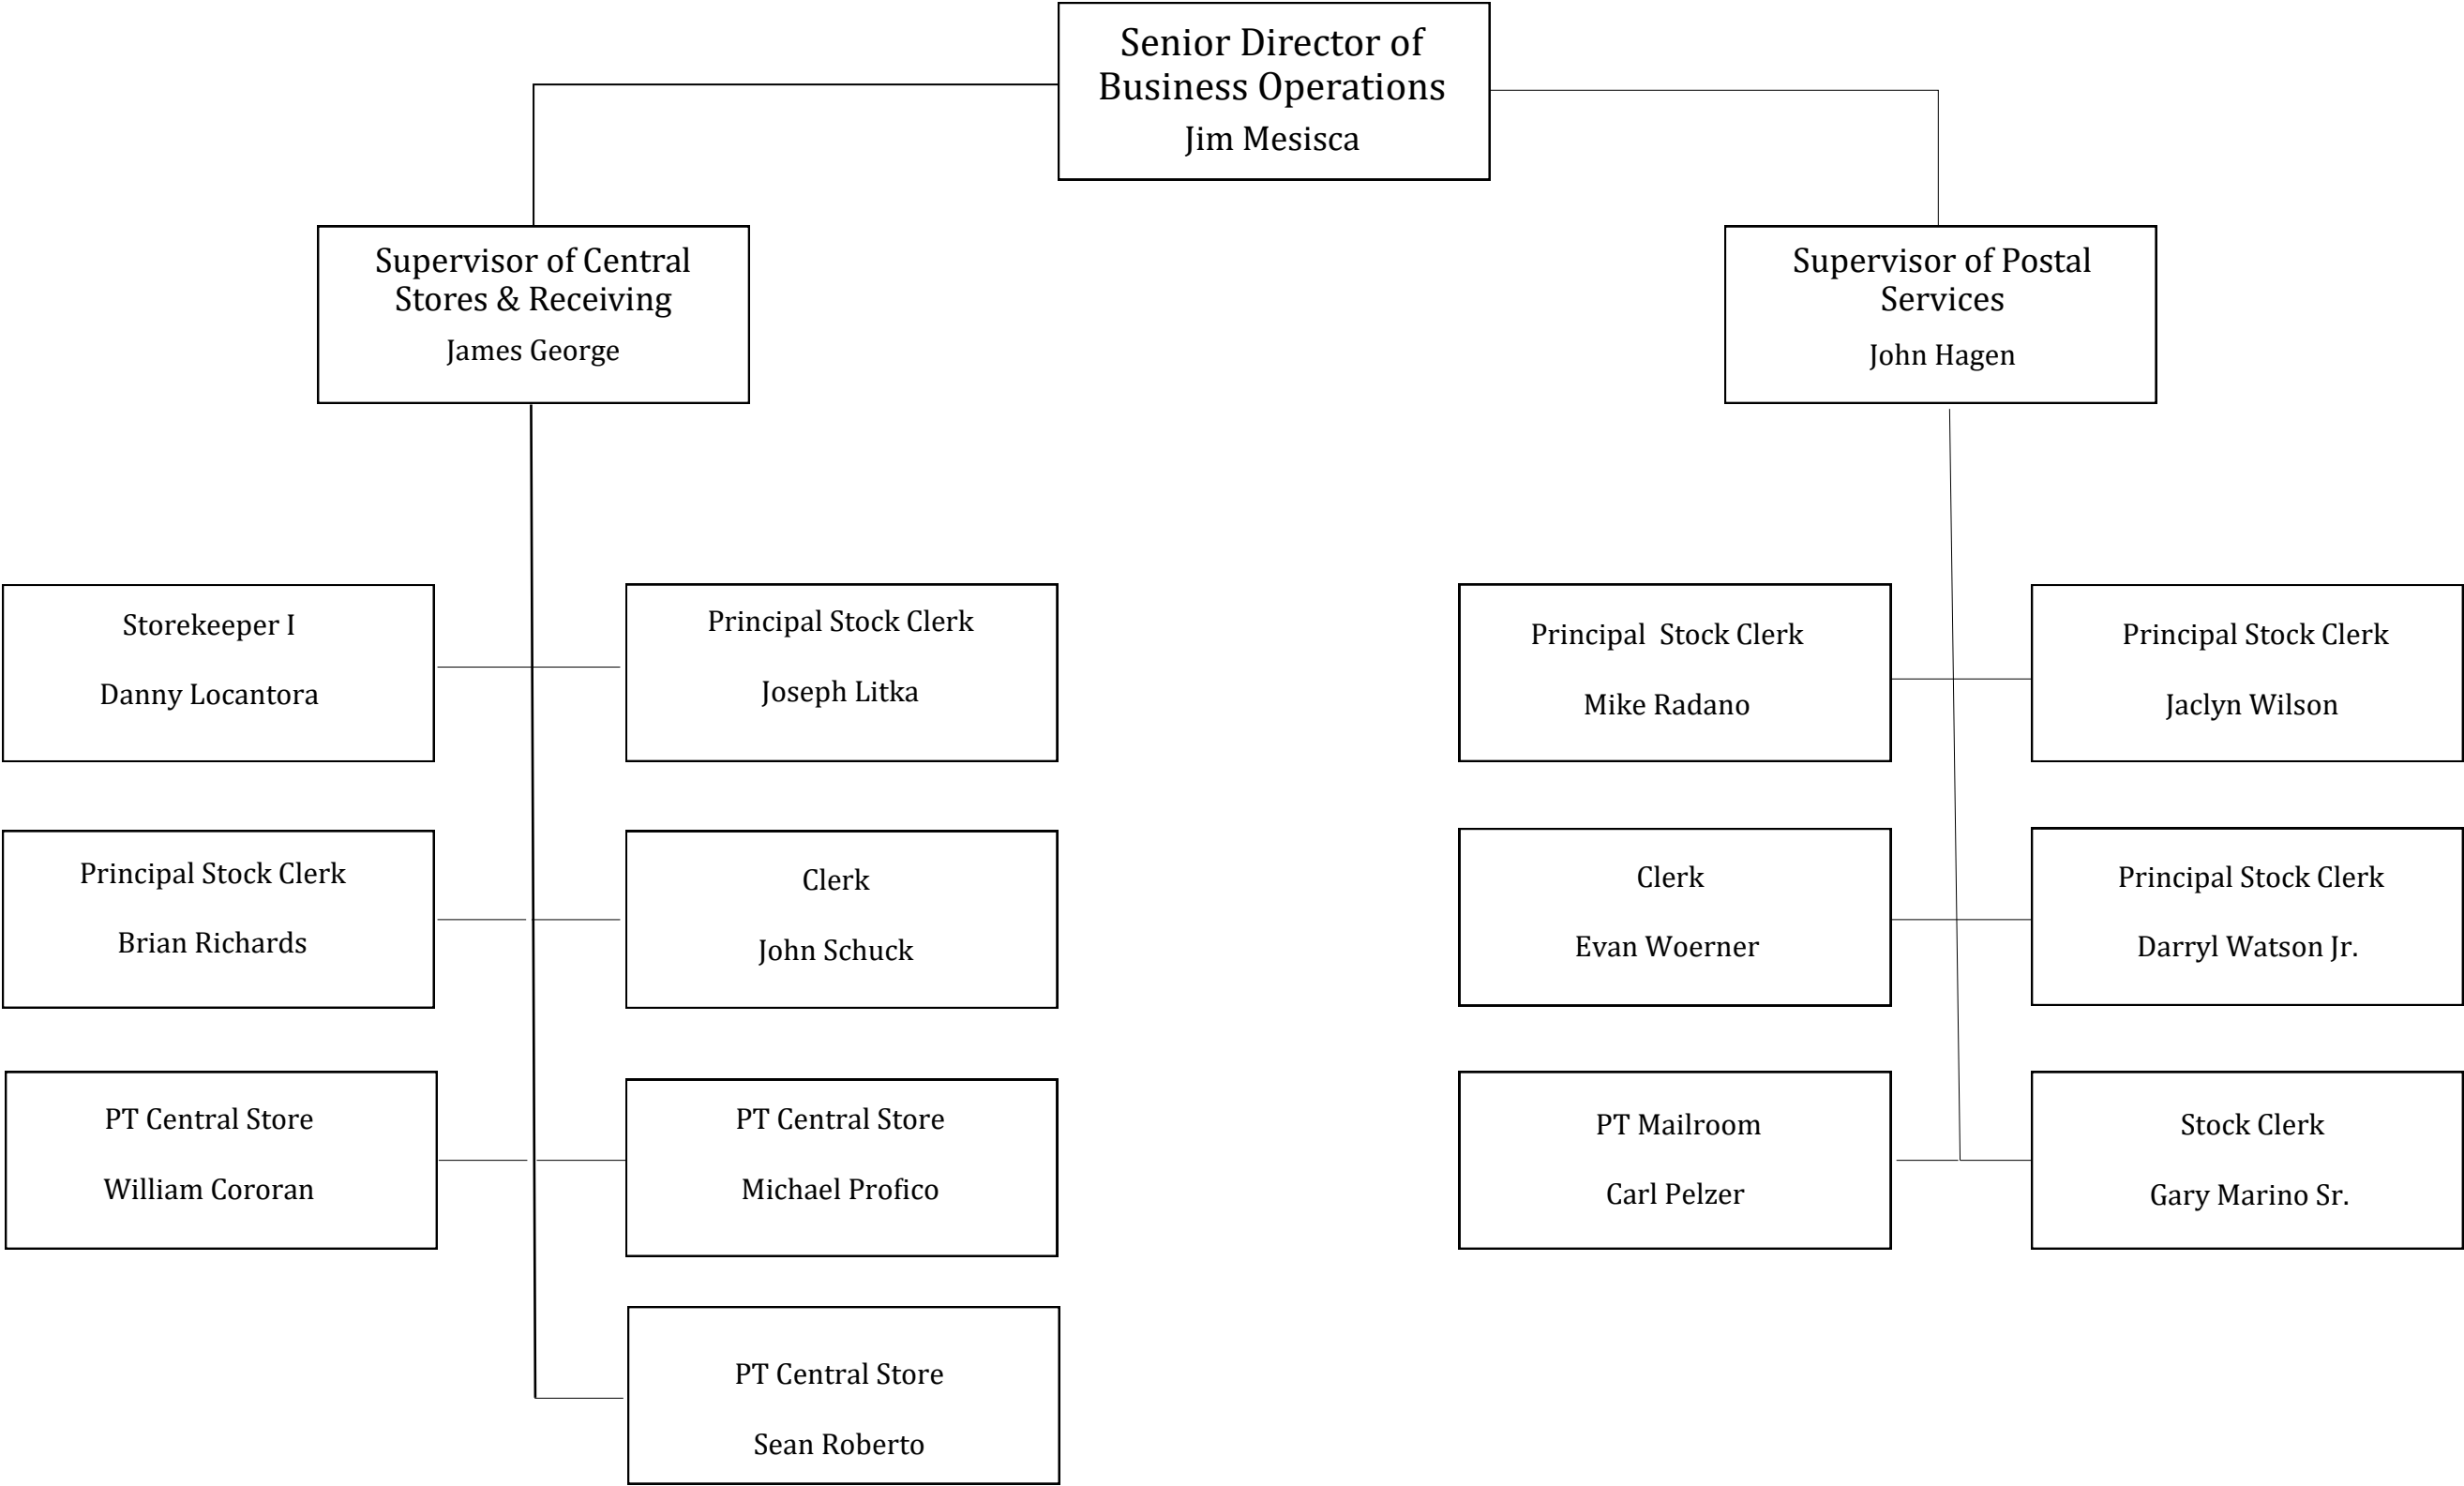 Senior Director of
Business Operations
Jim Mesisca
Supervisor of Central
Stores & Receiving
James George
Supervisor of Postal
Services
John Hagen
Storekeeper I
Danny Locantora
Principal Stock Clerk
Joseph Litka
Principal  Stock Clerk
Mike Radano
Principal Stock Clerk
Jaclyn Wilson
Principal Stock Clerk
Brian Richards
Clerk
John Schuck
Clerk
Evan Woerner
Principal Stock Clerk
Darryl Watson Jr.
PT Central Store
William Cororan
PT Central Store
Michael Profico
PT Mailroom
Carl Pelzer
Stock Clerk
Gary Marino Sr.
PT Central Store
Sean Roberto